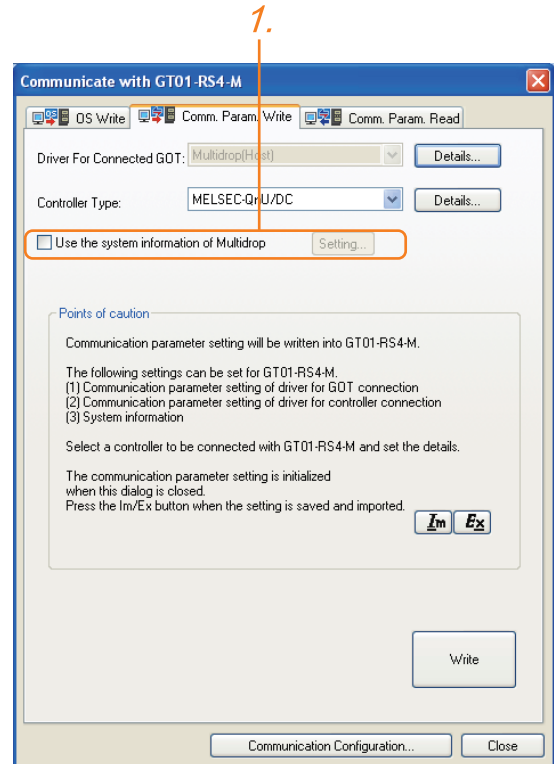 1.
Communicate with GT01-RS4-M
OS Write
Comm. Param. Write
Comm. Param. Read
Driver For Connected GOT: Multidrop(Host) Details...
Controller Type: MELSEC-QnU/DC Details...
Use the system information of Multidrop Setting...
Points of caution
Communication parameter setting will be written into GT01-RS4-M.
The following settings can be set for GT01-RS4-M.
(1) Communication parameter setting of driver for GOT connection
(2) Communication parameter setting of driver for controller connection
(3) System information
Select a controller to be connected with GT01-RS4-M and set the details.
The communication parameter setting is initialized
when this dialog is closed.
Press the Im/Ex button when the setting is saved and imported.
Im Ex
Write
Communication Configuration... Close